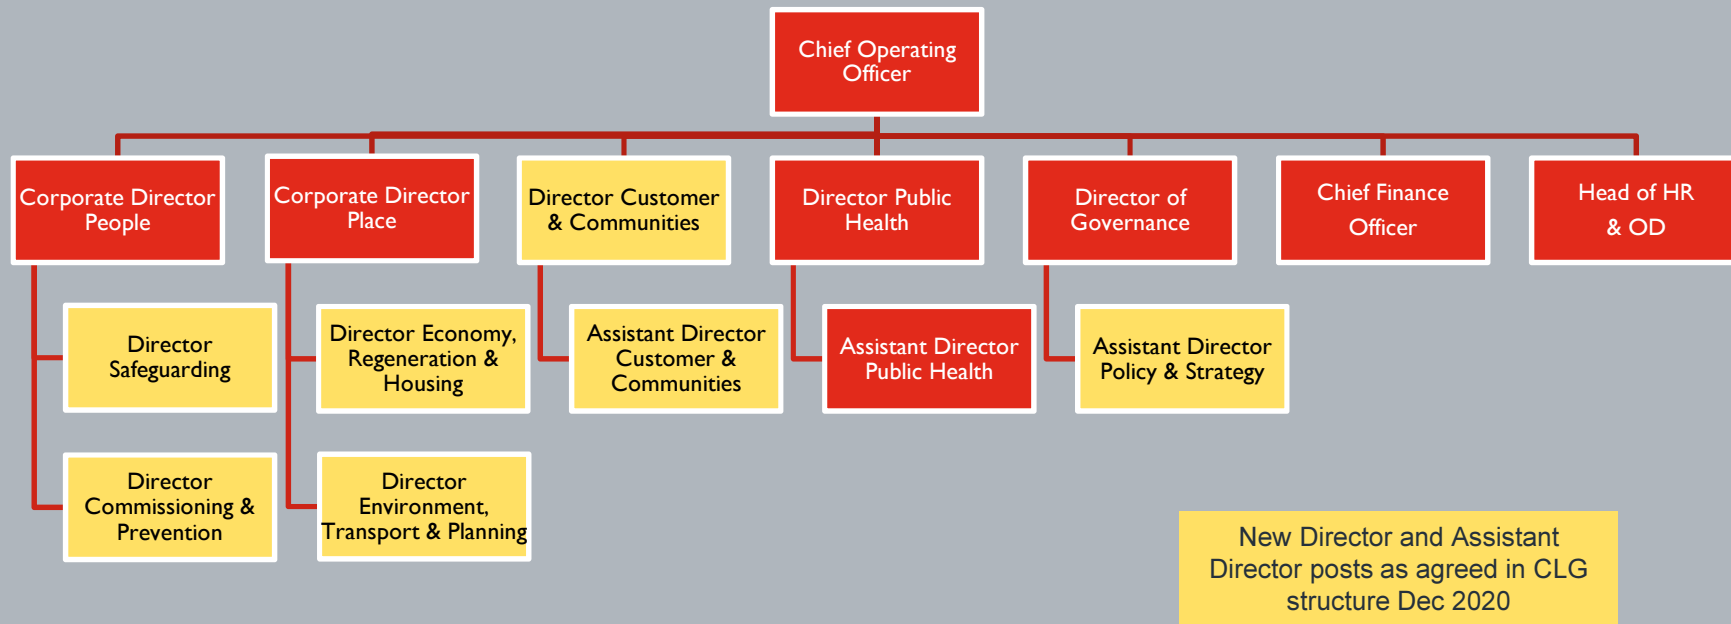 Chief Operating
Officer
Corporate Director
People
Corporate Director
Place
Director Customer
& Communities
Director Public
Health
Director of
Governance
Chief Finance
Officer
Head of HR
& OD
Director
Safeguarding
Director Economy,
Regeneration &
Housing
Assistant Director
Customer &
Communities
Assistant Director
Public Health
Assistant Director
Policy & Strategy
Director
Commissioning &
Prevention
Director
Environment,
Transport & Planning
New Director and Assistant
Director posts as agreed in CLG
structure Dec 2020